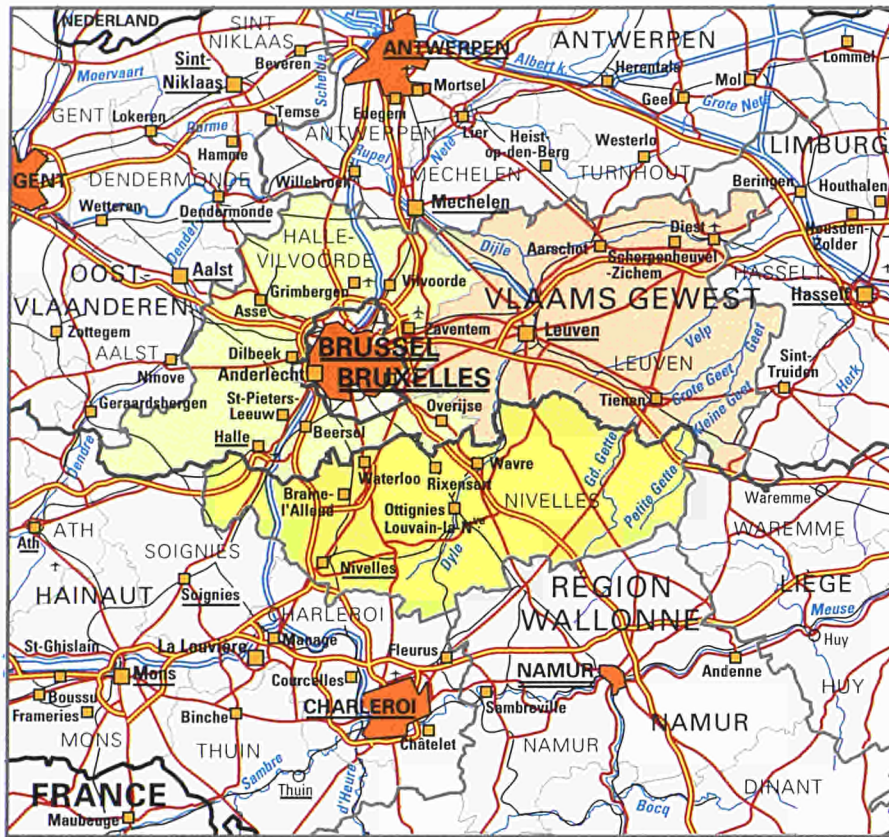 NEDERLAND
SINT
NIKLAAS
Beveren
ANTWERPEN
ANTWERPEN
Albert k.
Lommel
Moervaart
Sint-
Niklaas
Schelde
Mortsel
Herentals
Mol
GENT
Lokeren
Temse
Edegem
Geel
Grote Nete
Durme
ANTWERPEN
Lier
Heist-
op-den-Berg
Westerlo
LIMBURG
Hamme
Rupel
Nete
GENT
DENDERMONDE
Willebroek
MECHELEN
TURNHOUT
Beringen
Houthalen
Wetteren
Dendermonde
Mechelen
Diest
Heusden-
Zolder
Dender
HALLE-
VILVOORDE
Dijle
Aarschot
Scherpenheuvel
-Zichem
OOST-
VLAANDEREN
Aalst
Grimbergen
Vilvoorde
VLAAMS GEWEST
HASSELT
Hasselt
Asse
Zottegem
Zaventem
Leuven
Velp
Geet
AALST
Dilbeek
BRUSSEL
BRUXELLES
LEUVEN
Sint-
Truiden
Ninove
Anderlecht
Grote Geet
Herk
Geraardsbergen
St-Pieters-
Leeuw
Overijse
Tienen
Kleine Geet
Halle
Beersel
Dendre
Waterloo
Rixensart
Wavre
Gd. Gette
Petite Gette
Waremme
Braine-
l'Alleud
Ottignies
Louvain-la-Nve
NIVELLES
WAREMME
ATH
Ath
SOIGNIES
Nivelles
Dyle
HAINAUT
Soignies
REGION
WALLONNE
LIÈGE
CHARLEROI
Meuse
St-Ghislain
La Louvière
Manage
Fleurus
Huy
Mons
Courcelles
NAMUR
Andenne
Boussu
Frameries
Binche
CHARLEROI
Sambreville
HUY
MONS
THUIN
Châtelet
NAMUR
NAMUR
Sambre
Thuin
d'Heure
DINANT
FRANCE
Maubeuge
Bocq